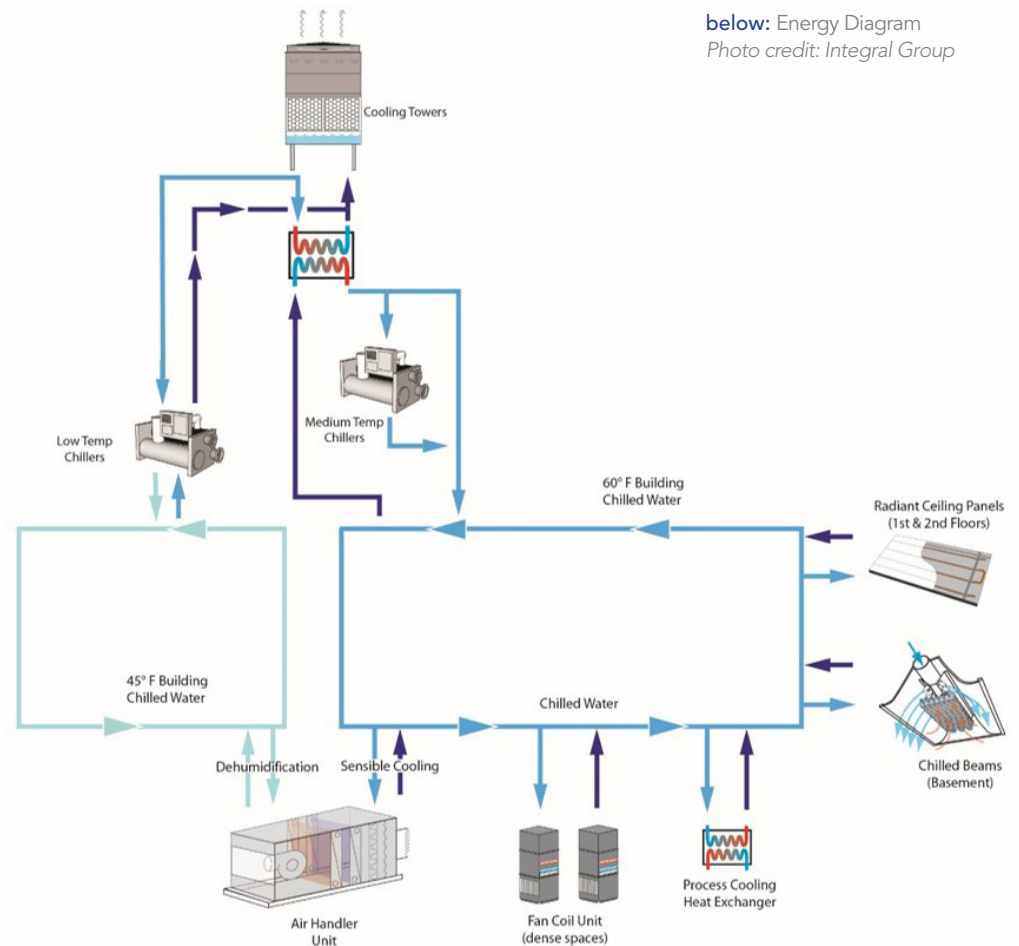 below: Energy Diagram
Photo credit: Integral Group
Cooling Towers
Low Temp
Chillers
Medium Temp
Chillers
60° F Building
Chilled Water
Radiant Ceiling Panels
(1st & 2nd Floors)
45° F Building
Chilled Water
Chilled Water
Dehumidification
Sensible Cooling
Chilled Beams
(Basement)
Air Handler
Unit
Fan Coil Unit
(dense spaces)
Process Cooling
Heat Exchanger